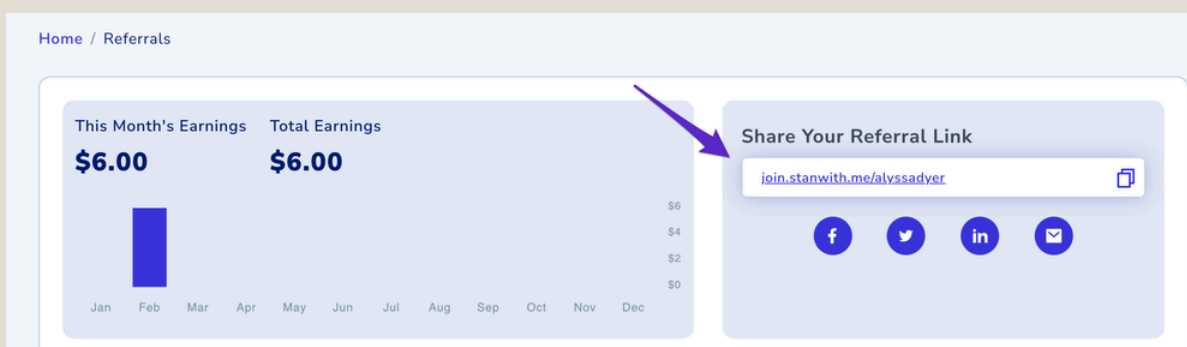 Home / Referrals
This Month's Earnings
$6.00
Total Earnings
$6.00
$6
$4
$2
$0
Jan Feb Mar Apr May Jun Jul Aug Sep Oct Nov Dec
Share Your Referral Link
join.stanwith.me/alyssadyer
f
in